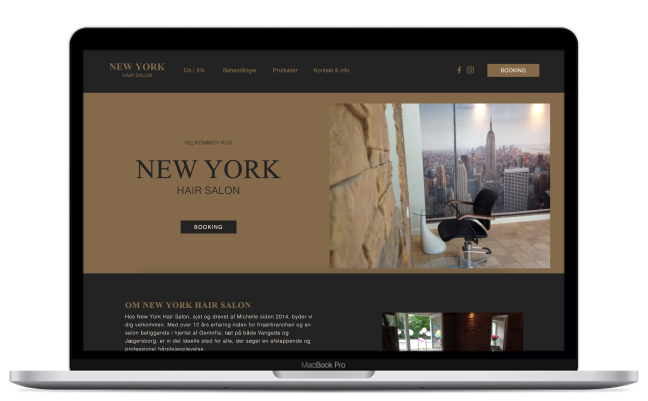 NEW YORK
HAIR SALON
DA | EN
Behandlinger
Produkter
Kontakt & info
BOOKING
VELKOMMEN HOS
NEW YORK
HAIR SALON
BOOKING
OM NEW YORK HAIR SALON
Hos New York Hair Salon, ejet og drevet af Michelle siden 2014, byder vi
dig velkommen. Med over 12 års erfaring inden for frisørbranchen og en
salon beliggende i hjertet af Gentofte, tæt på både Vangede og
Jægersborg, er vi det ideelle sted for alle, der søger en afslappende og
professionel hårplejeoplevelse.
MacBook Pro